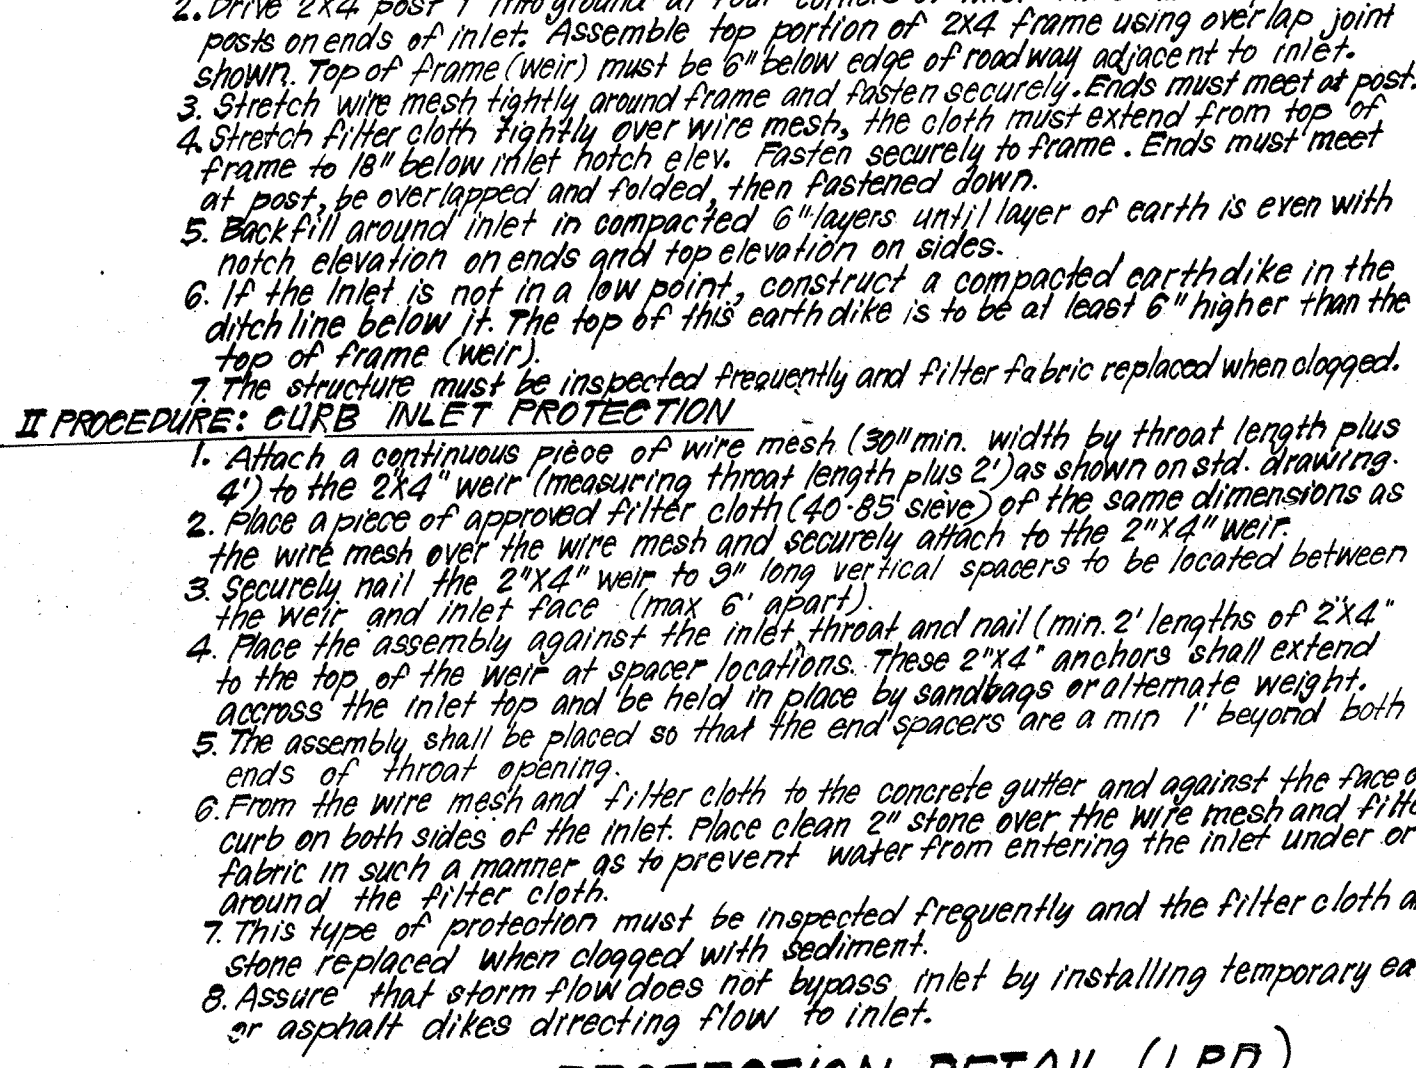 2. Drive 2X4 post 1' into ground at four corners of inlet.
posts on ends of inlet. Assemble top portion of 2X4 frame using overlap joint
shown. Top of frame (weir) must be 6" below edge of roadway adjacent to inlet.
3. Stretch wire mesh tightly around frame and fasten securely. Ends must meet at post.
4. Stretch filter cloth tightly over wire mesh, the cloth must extend from top of
frame to 18" below inlet notch elev. Fasten securely to frame. Ends must meet
at post, be overlapped and folded, then fastened down.
5. Backfill around inlet in compacted 6" layers until layer of earth is even with
notch elevation on ends and top elevation on sides.
6. If the inlet is not in a low point, construct a compacted earth dike in the
ditch line below it. The top of this earth dike is to be at least 6" higher than the
top of frame (weir).
7. The structure must be inspected frequently and filter fabric replaced when clogged.
II PROCEDURE: CURB INLET PROTECTION
1. Attach a continuous piece of wire mesh (30" min. width by throat length plus
4') to the 2"X4" weir (measuring throat length plus 2') as shown on std. drawing.
2. Place a piece of approved filter cloth (40-85 sieve) of the same dimensions as
the wire mesh over the wire mesh and securely attach to the 2"X4" weir.
3. Securely nail the 2"X4" weir to 9" long vertical spacers to be located between
the weir and inlet face (max 6' apart).
4. Place the assembly against the inlet throat and nail (min. 2' lengths of 2"X4"
to the top of the weir at spacer locations. These 2"X4" anchors shall extend
accross the inlet top and be held in place by sandbags or alternate weight.
5. The assembly shall be placed so that the end spacers are a min 1' beyond both
ends of throat opening.
6. From the wire mesh and filter cloth to the concrete gutter and against the face o
curb on both sides of the inlet. Place clean 2" stone over the wire mesh and filte
fabric in such a manner as to prevent water from entering the inlet under or
around the filter cloth.
7. This type of protection must be inspected frequently and the filter cloth a
stone replaced when clogged with sediment.
8. Assure that storm flow does not bypass inlet by installing temporary ea
or asphalt dikes directing flow to inlet.
PROTECTION DETAIL (I.P.D.)